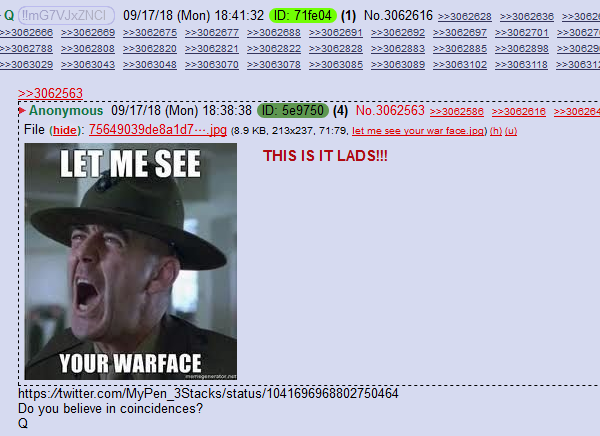 Q !!mG7VJxZNCI 09/17/18 (Mon) 18:41:32 ID: 71fe04 (1) No.3062616 >>3062628 >>3062636
>>3062666 >>3062669 >>3062675 >>3062677 >>3062688 >>3062691 >>3062692 >>3062697 >>3062701
>>3062788 >>3062808 >>3062820 >>3062821 >>3062822 >>3062828 >>3062883 >>3062885 >>3062898
>>3063029 >>3063043 >>3063048 >>3063070 >>3063078 >>3063085 >>3063089 >>3063102 >>3063118
>>3062563
Anonymous 09/17/18 (Mon) 18:38:38 ID: 5e9750 (4) No.3062563 >>3062586 >>3062616
File (hide): 75649039de8a1d7⋯.jpg (8.9 KB, 213x237, 71:79, let me see your war face.jpg) (h) (u)
THIS IS IT LADS!!!
LET ME SEE
YOUR WARFACE
memegenerator.net
https://twitter.com/MyPen_3Stacks/status/1041696968802750464
Do you believe in coincidences?
Q